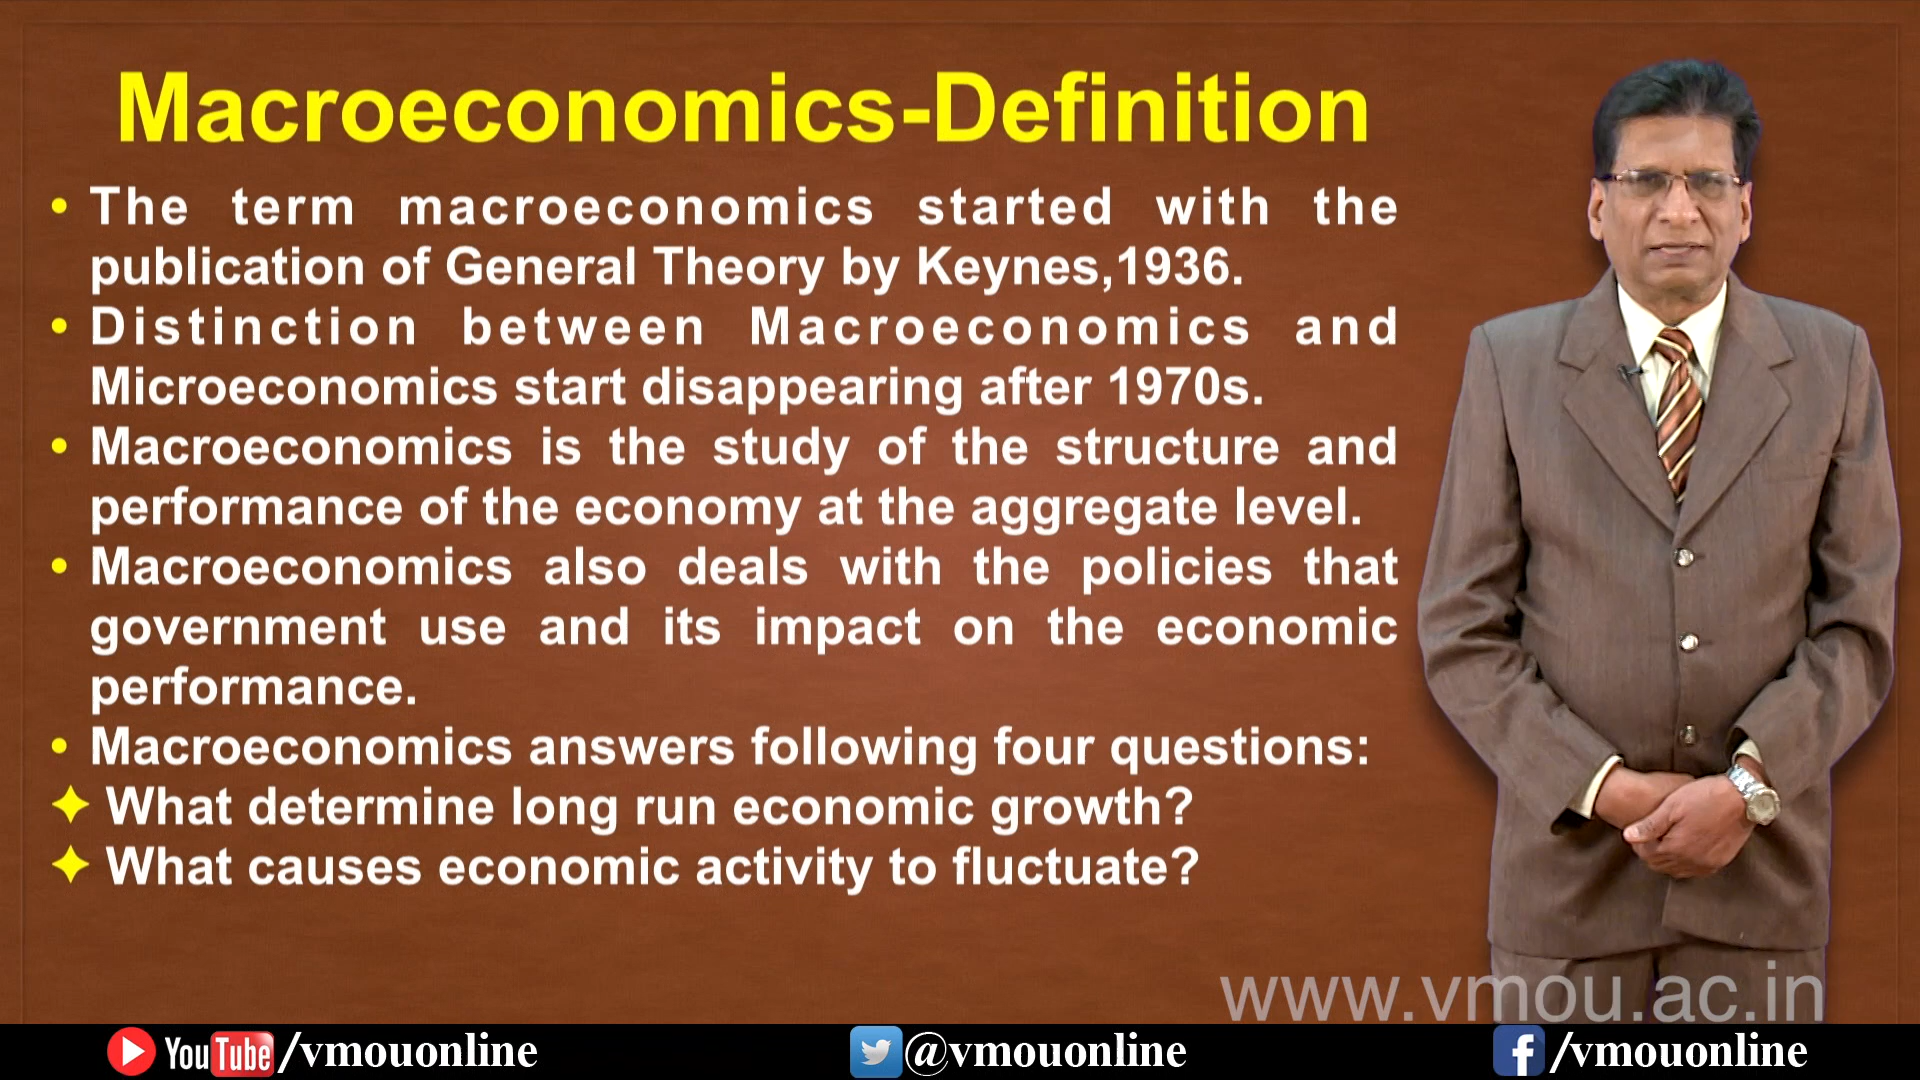 Macroeconomics-Definition
• The term macroeconomics started with the
publication of General Theory by Keynes,1936.
• Distinction between Macroeconomics and
Microeconomics start disappearing after 1970s.
• Macroeconomics is the study of the structure and
performance of the economy at the aggregate level.
• Macroeconomics also deals with the policies that
government use and its impact on the economic
performance.
• Macroeconomics answers following four questions:
✦ What determine long run economic growth?
✦ What causes economic activity to fluctuate?
www.vmou.ac.in
YouTube/vmouonline
@vmouonline
f/vmouonline